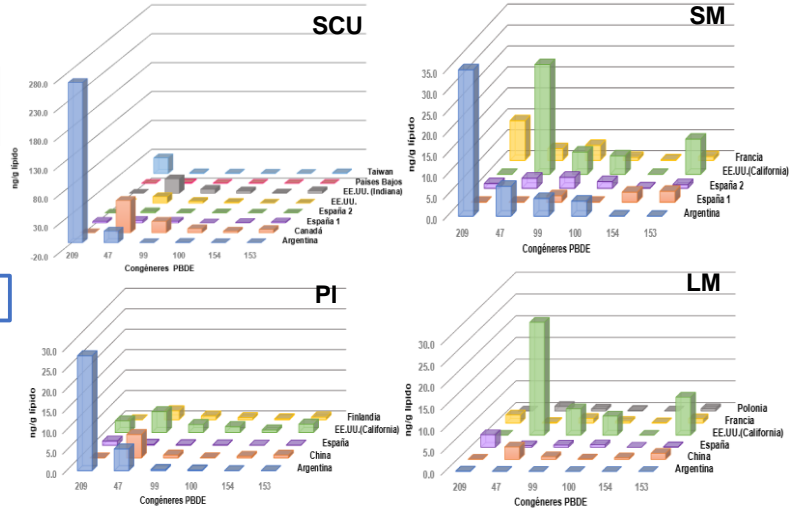 SCU
280.0
230.0
180.0
130.0
80.0
30.0
-20.0
ng/g lípido
209 47 99 100 154 153
Congéneres PBDE
Taiwan
Países Bajos
EE.UU. (Indiana)
EE.UU.
España 2
España 1
Canadá
Argentina
SM
35.0
30.0
25.0
20.0
15.0
10.0
5.0
0.0
ng/g lípido
209 47 99 100 154 153
Congéneres PBDE
Francia
EE.UU.(California)
España 2
España 1
Argentina
PI
30.0
25.0
20.0
15.0
10.0
5.0
0.0
ng/g lípido
209 47 99 100 154 153
Congéneres PBDE
Finlandia
EE.UU.(California)
España
China
Argentina
LM
30.0
25.0
20.0
15.0
10.0
5.0
0.0
ng/g lípido
209 47 99 100 154 153
Congéneres PBDE
Polonia
Francia
EE.UU.(California)
España
China
Argentina